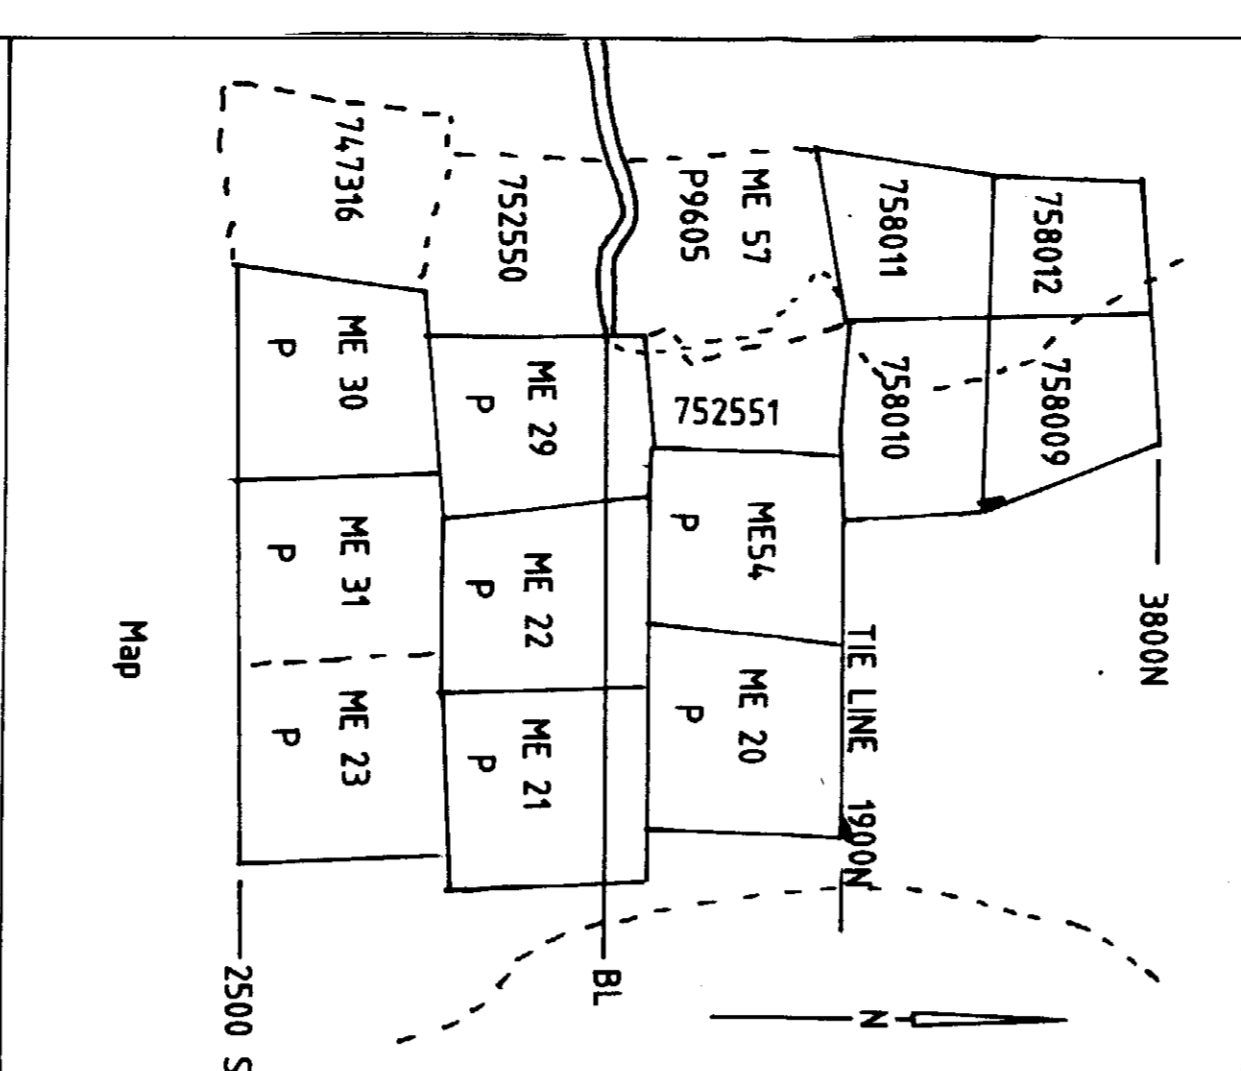 758012
758009
3800N
758011
758010
TIE LINE 1900N
ME 57
P9605
752551
ME54
P
ME 20
P
752550
ME 29
P
ME 22
P
ME 21
P
BL
747316
ME 30
P
ME 31
P
ME 23
P
2500 S
N
Map